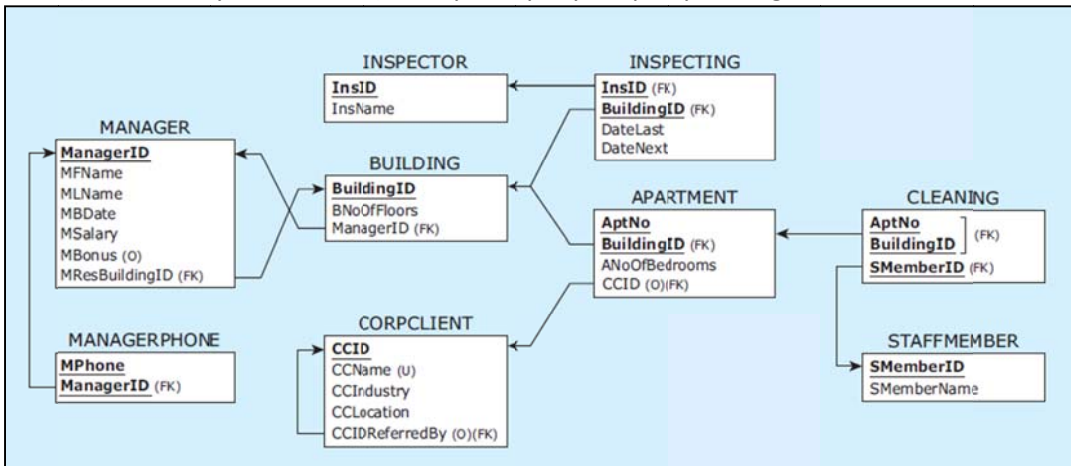 INSPECTOR
InsID
InsName
INSPECTING
InsID (FK)
BuildingID (FK)
DateLast
DateNext
MANAGER
ManagerID
MFName
MLName
MBDate
MSalary
MBonus (O)
MResBuildingID (FK)
BUILDING
BuildingID
BNoOfFloors
ManagerID (FK)
APARTMENT
AptNo
BuildingID (FK)
ANoOfBedrooms
CCID (O)(FK)
CLEANING
AptNo
BuildingID (FK)
SMemberID (FK)
MANAGERPHONE
MPhone
ManagerID (FK)
CORPCLIENT
CCID
CCName (U)
CCIndustry
CCLocation
CCIDReferredBy (O)(FK)
STAFFMEMBER
SMemberID
SMemberName